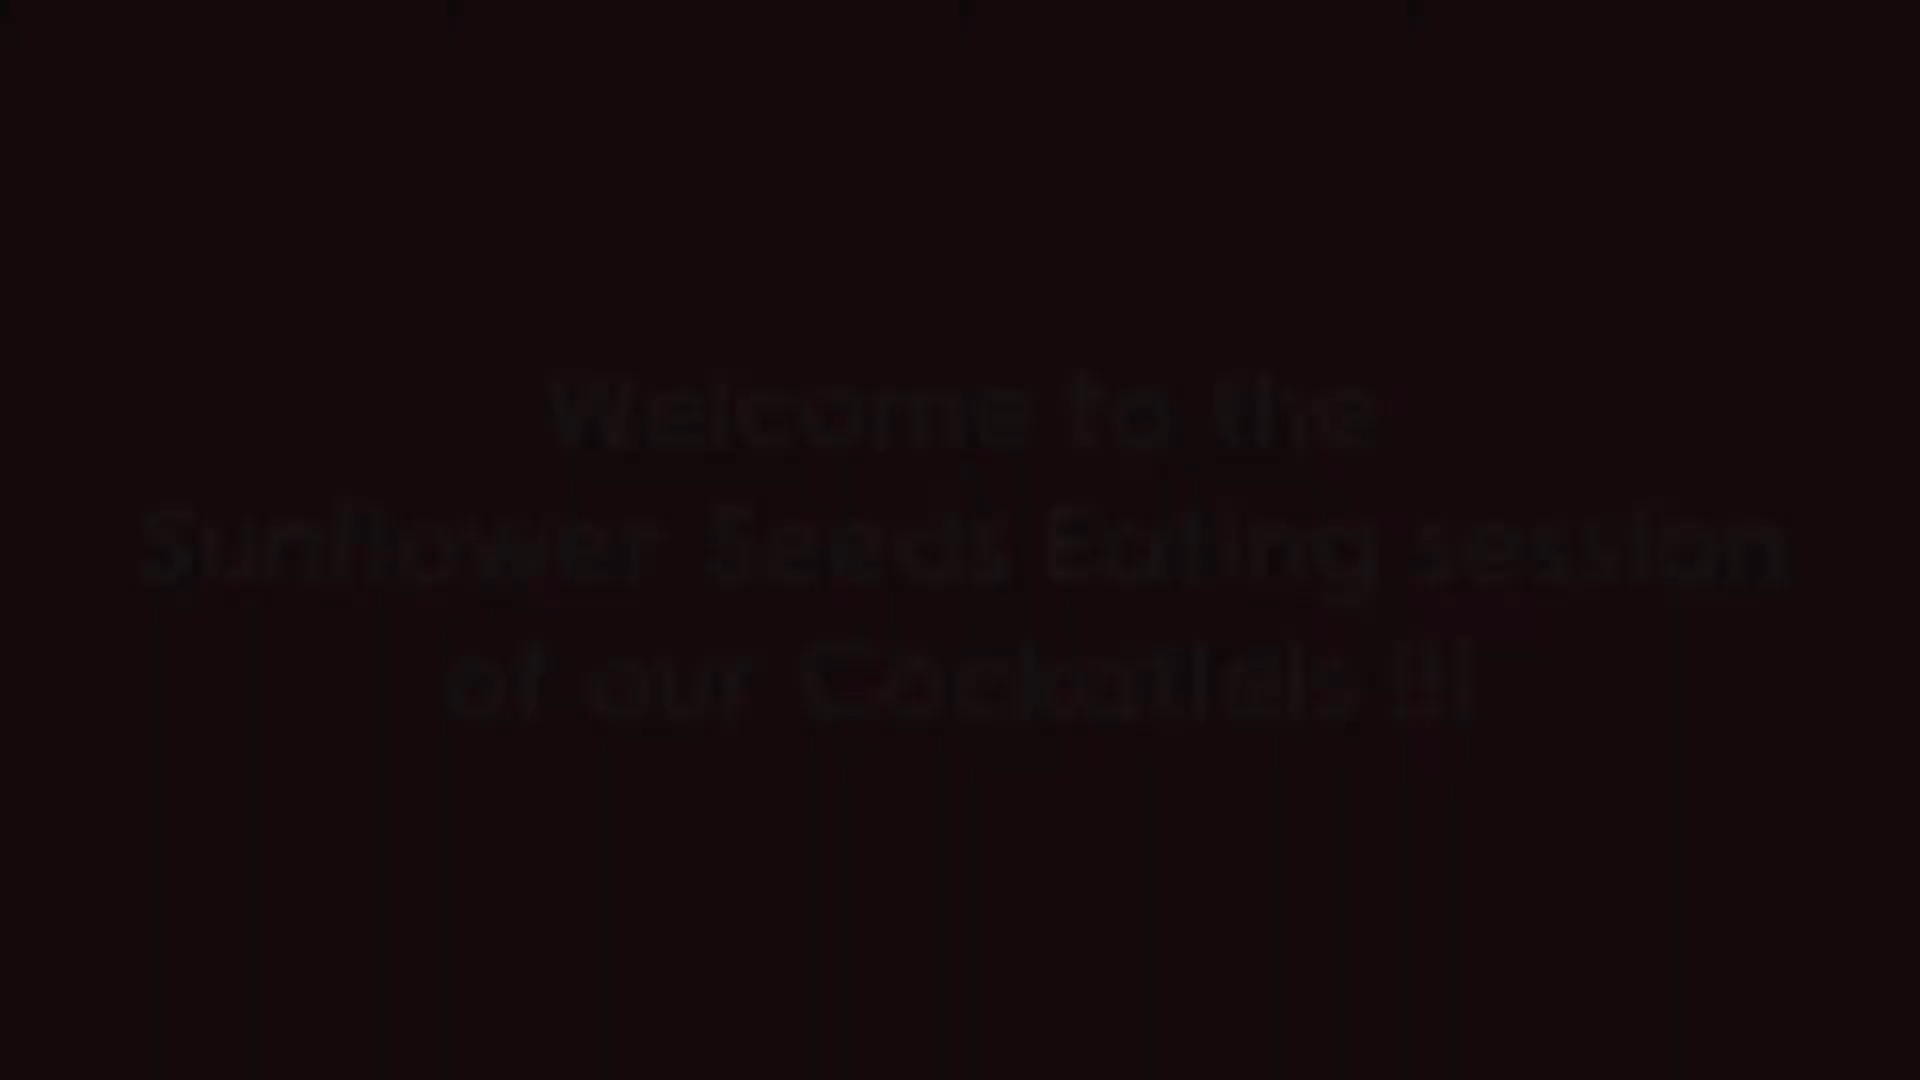 Welcome to the
Sunflower Seeds Eating session
of our Cockatiels !!!